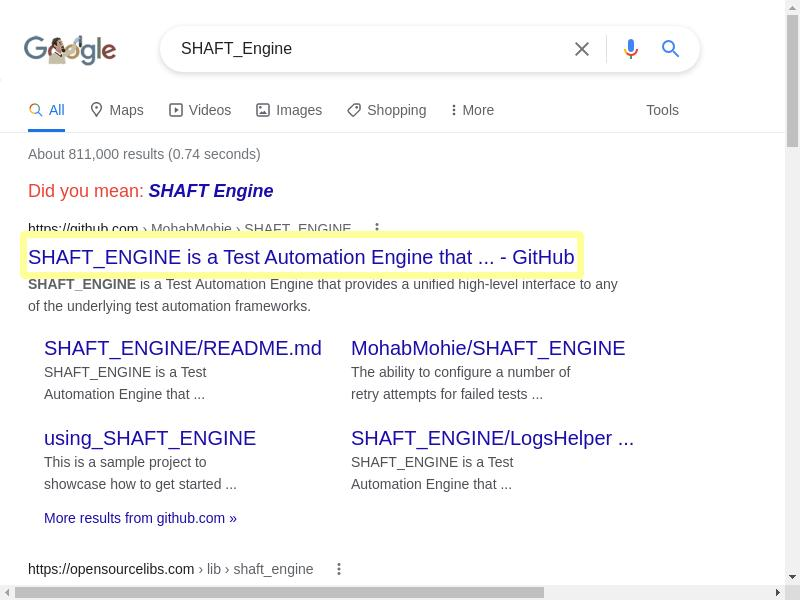 Google
SHAFT_Engine
All Maps Videos Images Shopping More Tools
About 811,000 results (0.74 seconds)
Did you mean: SHAFT Engine
https://github.com › MohabMohie › SHAFT_ENGINE
SHAFT_ENGINE is a Test Automation Engine that ... - GitHub
SHAFT_ENGINE is a Test Automation Engine that provides a unified high-level interface to any
of the underlying test automation frameworks.
SHAFT_ENGINE/README.md
SHAFT_ENGINE is a Test
Automation Engine that ...
MohabMohie/SHAFT_ENGINE
The ability to configure a number of
retry attempts for failed tests ...
using_SHAFT_ENGINE
This is a sample project to
showcase how to get started ...
SHAFT_ENGINE/LogsHelper ...
SHAFT_ENGINE is a Test
Automation Engine that ...
More results from github.com »
https://opensourcelibs.com › lib › shaft_engine